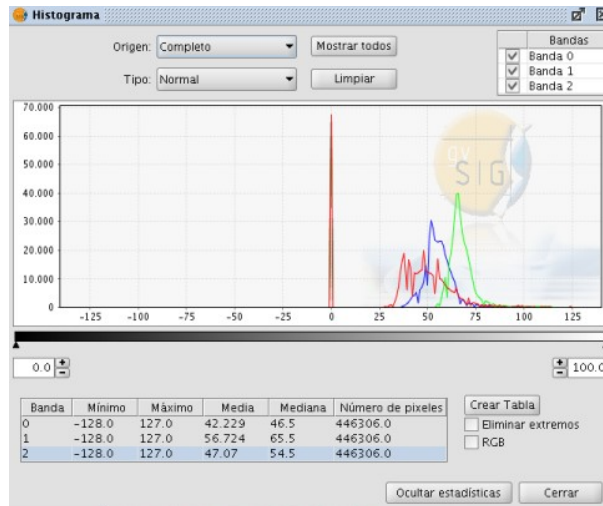 Histograma
Origen: Completo Mostrar todos
Tipo: Normal Limpiar
Bandas
Banda 0
Banda 1
Banda 2
70.000
60.000
50.000
40.000
30.000
20.000
10.000
0
-125 -100 -75 -50 -25 0 25 50 75 100 125
gv
SIG
0.0 100.0
Banda Mínimo Máximo Media Mediana Número de pixeles
0 -128.0 127.0 42.229 46.5 446306.0
1 -128.0 127.0 56.724 65.5 446306.0
2 -128.0 127.0 47.07 54.5 446306.0
Crear Tabla
Eliminar extremos
RGB
Ocultar estadísticas Cerrar